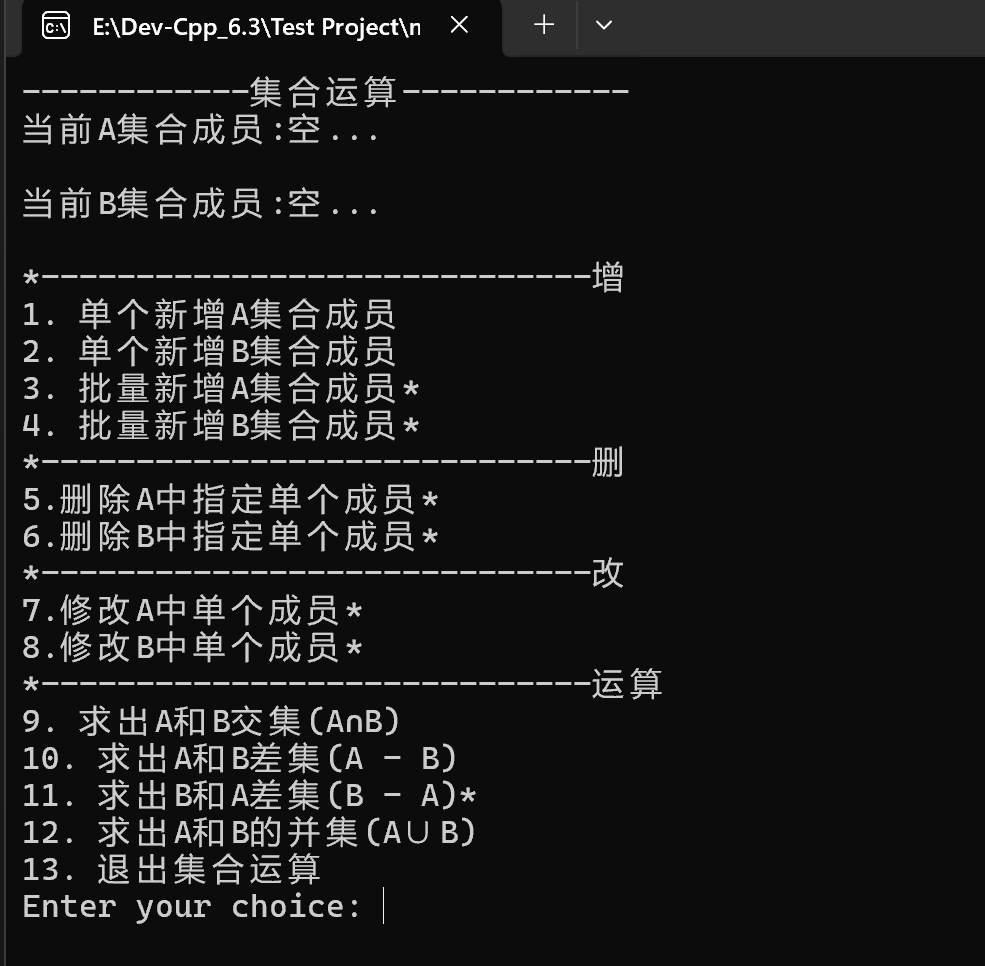 E:\Dev-Cpp_6.3\Test Project\n
------------集合运算------------
当前A集合成员:空...
当前B集合成员:空...
*-----------------------------增
1. 单个新增A集合成员
2. 单个新增B集合成员
3. 批量新增A集合成员*
4. 批量新增B集合成员*
*-----------------------------删
5.删除A中指定单个成员*
6.删除B中指定单个成员*
*-----------------------------改
7.修改A中单个成员*
8.修改B中单个成员*
*-----------------------------运算
9. 求出A和B交集(A∩B)
10. 求出A和B差集(A - B)
11. 求出B和A差集(B - A)*
12. 求出A和B的并集(A∪B)
13. 退出集合运算
Enter your choice: